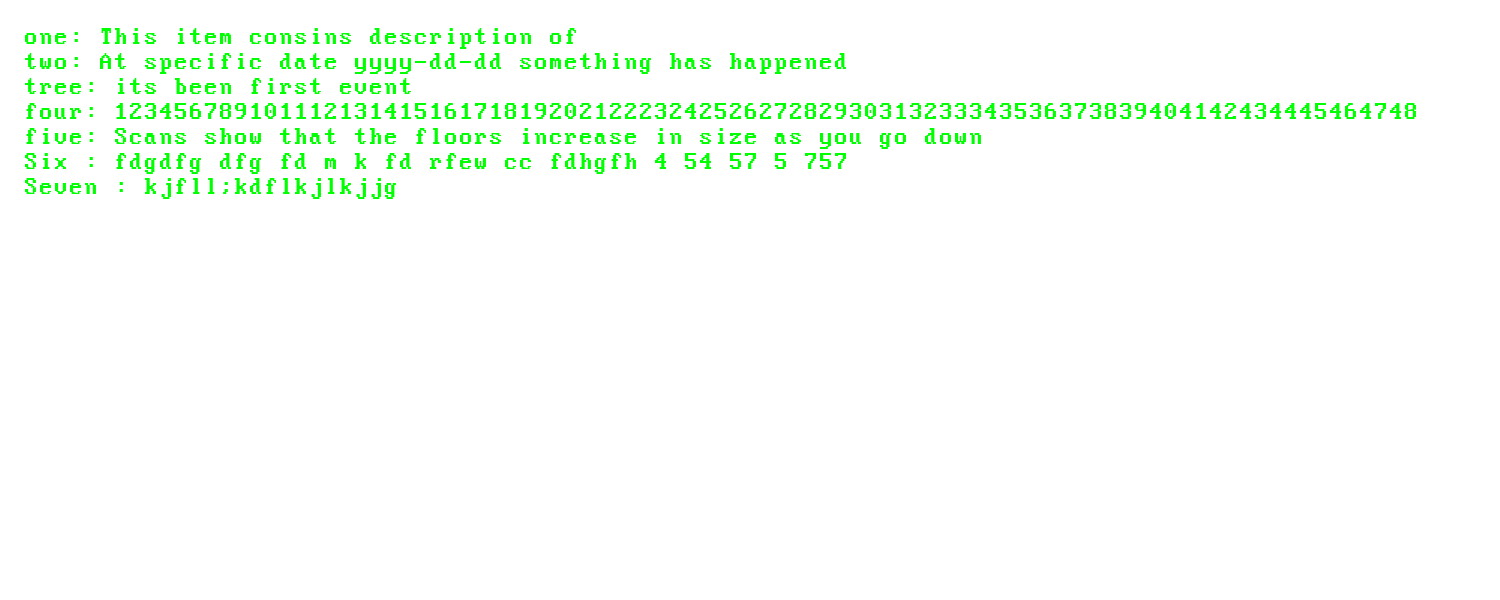 one: This item consins description of
two: At specific date yyyy-dd-dd something has happened
tree: its been first event
four: 123456789101112131415161718192021222324252627282930313233343536373839404142434445464748
five: Scans show that the floors increase in size as you go down
Six : fdgdfg dfg fd m k fd rfew cc fdhgfh 4 54 57 5 757
Seven : kjfll;kdflkjlkjjg